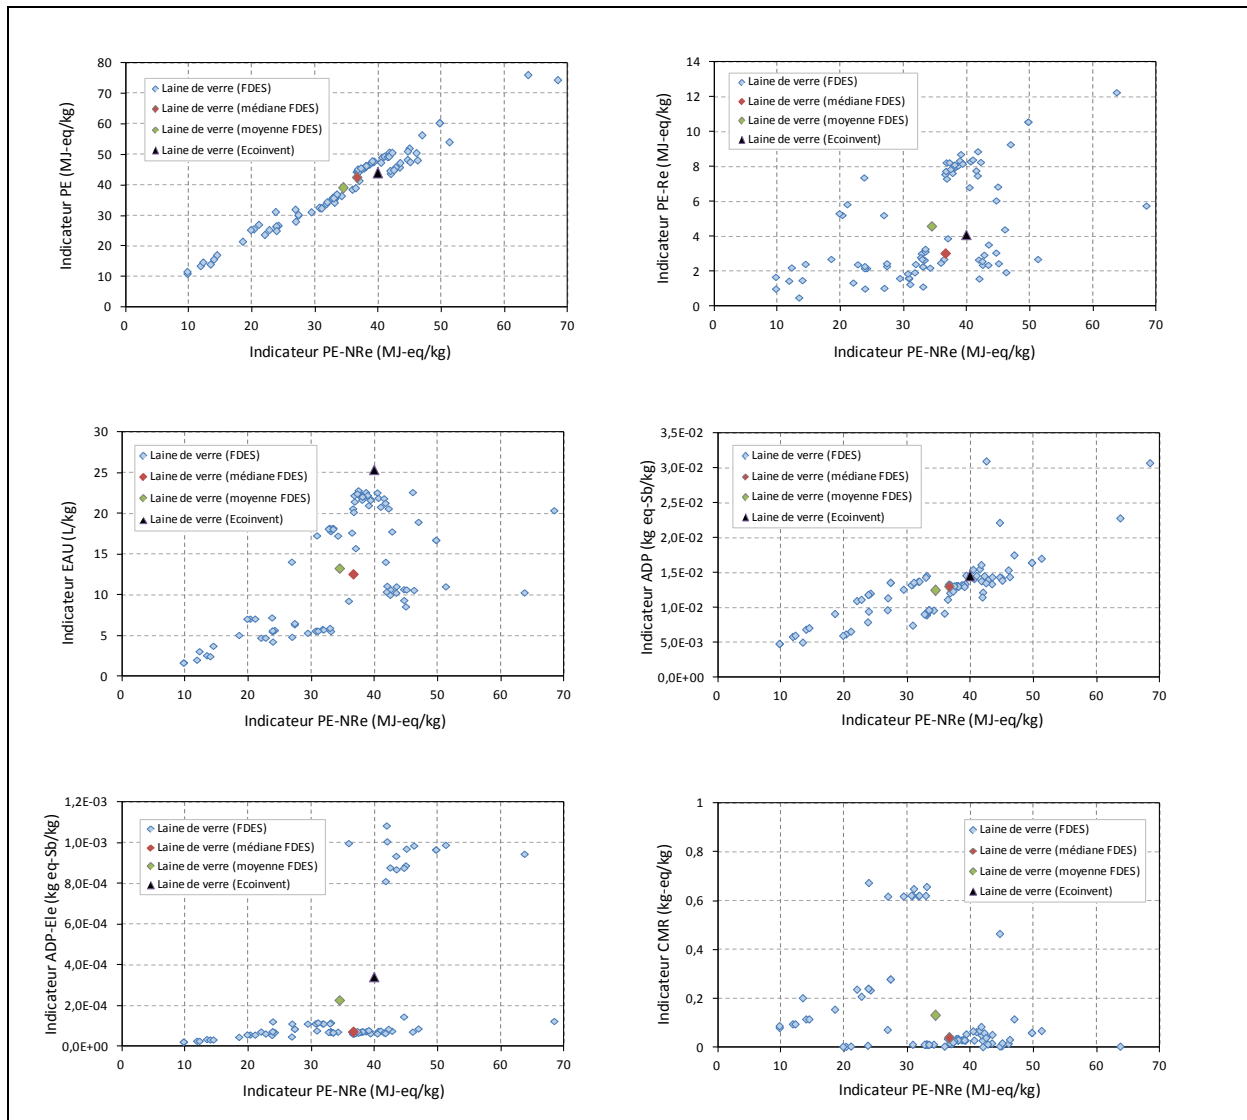 80
70
60
50
40
30
20
10
0
Indicateur PE (MJ-eq/kg)
Laine de verre (FDES)
Laine de verre (médiane FDES)
Laine de verre (moyenne FDES)
Laine de verre (Ecoinvent)
0 10 20 30 40 50 60 70
Indicateur PE-NRe (MJ-eq/kg)
14
12
10
8
6
4
2
0
Indicateur PE-Re (MJ-eq/kg)
Laine de verre (FDES)
Laine de verre (médiane FDES)
Laine de verre (moyenne FDES)
Laine de verre (Ecoinvent)
0 10 20 30 40 50 60 70
Indicateur PE-NRe (MJ-eq/kg)
30
25
20
15
10
5
0
Indicateur EAU (L/kg)
Laine de verre (FDES)
Laine de verre (médiane FDES)
Laine de verre (moyenne FDES)
Laine de verre (Ecoinvent)
0 10 20 30 40 50 60 70
Indicateur PE-NRe (MJ-eq/kg)
3,5E-02
3,0E-02
2,5E-02
2,0E-02
1,5E-02
1,0E-02
5,0E-03
0,0E+00
Indicateur ADP (kg eq-Sb/kg)
Laine de verre (FDES)
Laine de verre (médiane FDES)
Laine de verre (moyenne FDES)
Laine de verre (Ecoinvent)
0 10 20 30 40 50 60 70
Indicateur PE-NRe (MJ-eq/kg)
1,2E-03
1,0E-03
8,0E-04
6,0E-04
4,0E-04
2,0E-04
0,0E+00
Indicateur ADP-Ele (kg eq-Sb/kg)
Laine de verre (FDES)
Laine de verre (médiane FDES)
Laine de verre (moyenne FDES)
Laine de verre (Ecoinvent)
0 10 20 30 40 50 60 70
Indicateur PE-NRe (MJ-eq/kg)
1
0,8
0,6
0,4
0,2
0
Indicateur CMR (kg-eq/kg)
Laine de verre (FDES)
Laine de verre (médiane FDES)
Laine de verre (moyenne FDES)
Laine de verre (Ecoinvent)
0 10 20 30 40 50 60 70
Indicateur PE-NRe (MJ-eq/kg)